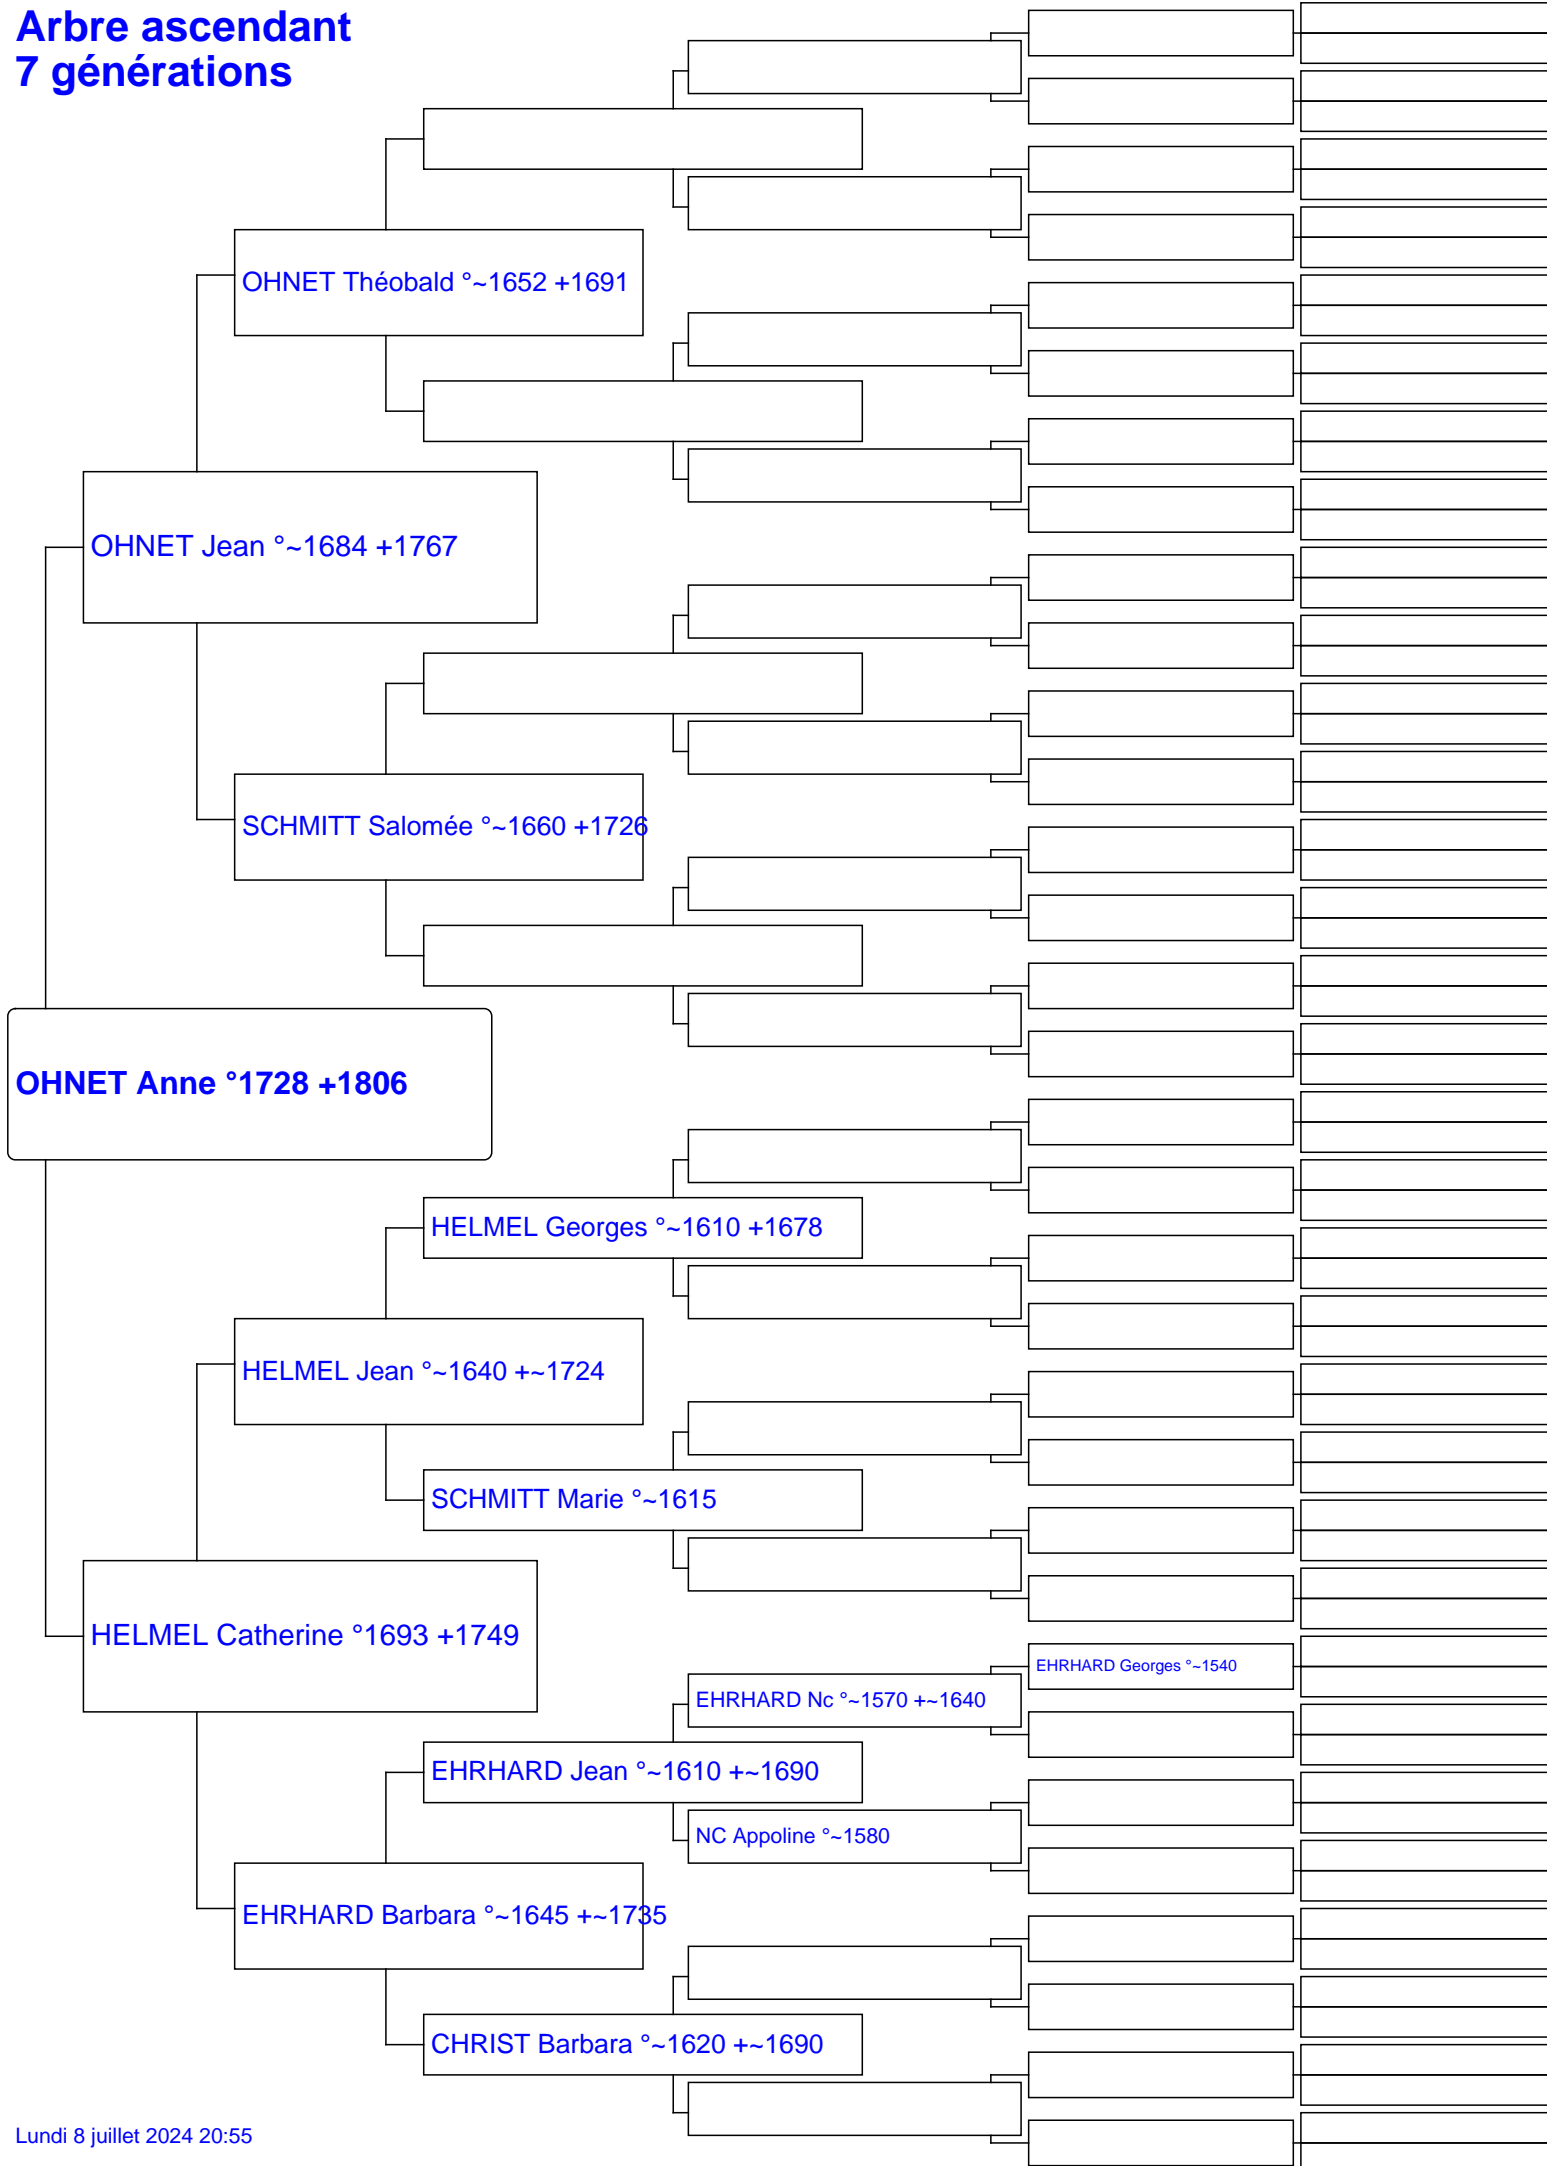 Arbre ascendant
7 générations
OHNET Théobald °~1652 +1691
OHNET Jean °~1684 +1767
SCHMITT Salomée °~1660 +1726
OHNET Anne °1728 +1806
HELMEL Georges °~1610 +1678
HELMEL Jean °~1640 +~1724
SCHMITT Marie °~1615
HELMEL Catherine °1693 +1749
EHRHARD Georges °~1540
EHRHARD Nc °~1570 +~1640
EHRHARD Jean °~1610 +~1690
NC Appoline °~1580
EHRHARD Barbara °~1645 +~1735
CHRIST Barbara °~1620 +~1690
Lundi 8 juillet 2024 20:55